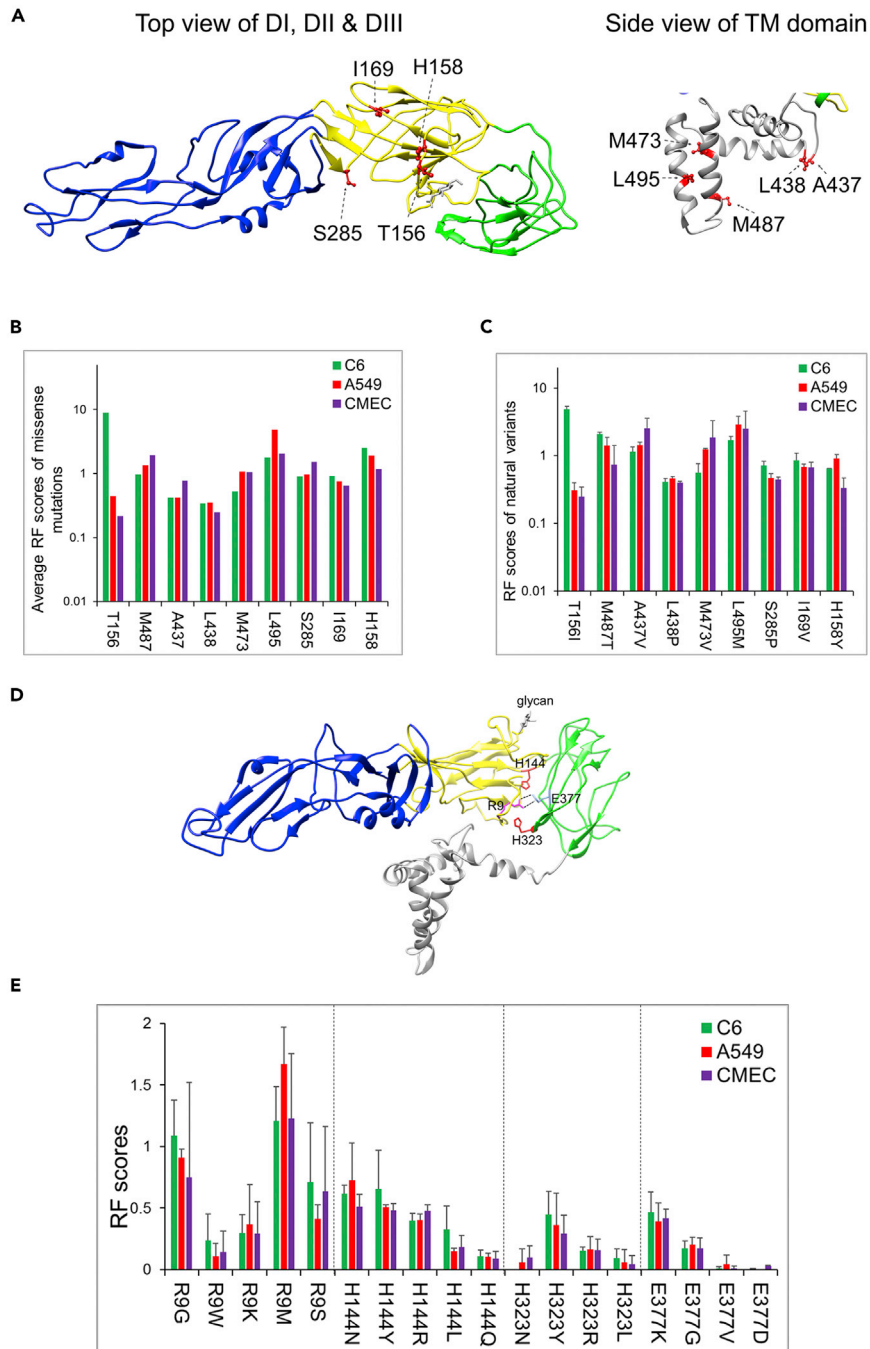 A
Top view of DI, DII & DIII
Side view of TM domain
I169
H158
S285
T156
M473
L495
L438
A437
M487
B
C6
A549
CMEC
Average RF scores of missense
mutations
10
1
0.1
0.01
T156
M487
A437
L438
M473
L495
S285
I169
H158
C
C6
A549
CMEC
RF scores of natural variants
10
1
0.1
0.01
T156I
M487T
A437V
L438P
M473V
L495M
S285P
I169V
H158Y
D
glycan
H144
R9
E377
H323
E
C6
A549
CMEC
RF scores
2
1.5
1
0.5
0
R9G
R9W
R9K
R9M
R9S
H144N
H144Y
H144R
H144L
H144Q
H323N
H323Y
H323R
H323L
E377K
E377G
E377V
E377D